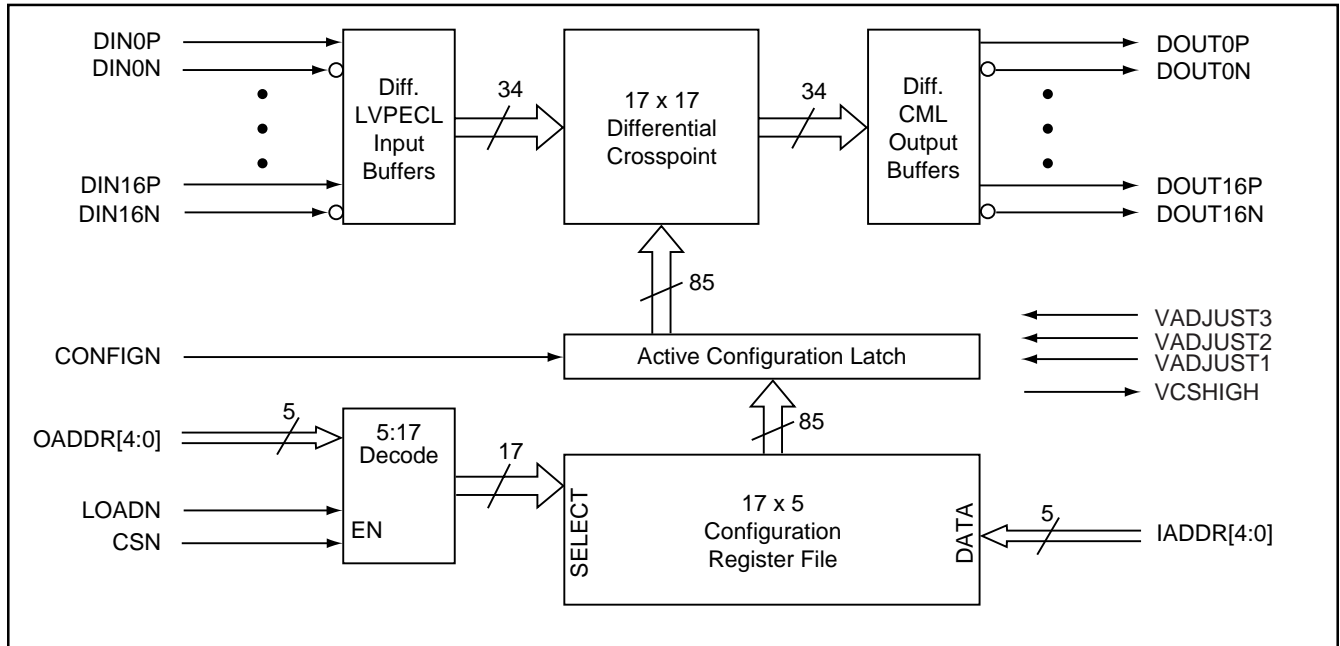 DIN0P
DIN0N
DIN16P
DIN16N
Diff.
LVPECL
Input
Buffers
34
17 x 17
Differential
Crosspoint
34
Diff.
CML
Output
Buffers
DOUT0P
DOUT0N
DOUT16P
DOUT16N
85
CONFIGN
Active Configuration Latch
VADJUST3
VADJUST2
VADJUST1
VCSHIGH
85
OADDR[4:0]
5
LOADN
CSN
5:17
Decode
EN
17
SELECT
17 x 5
Configuration
Register File
DATA
5
IADDR[4:0]